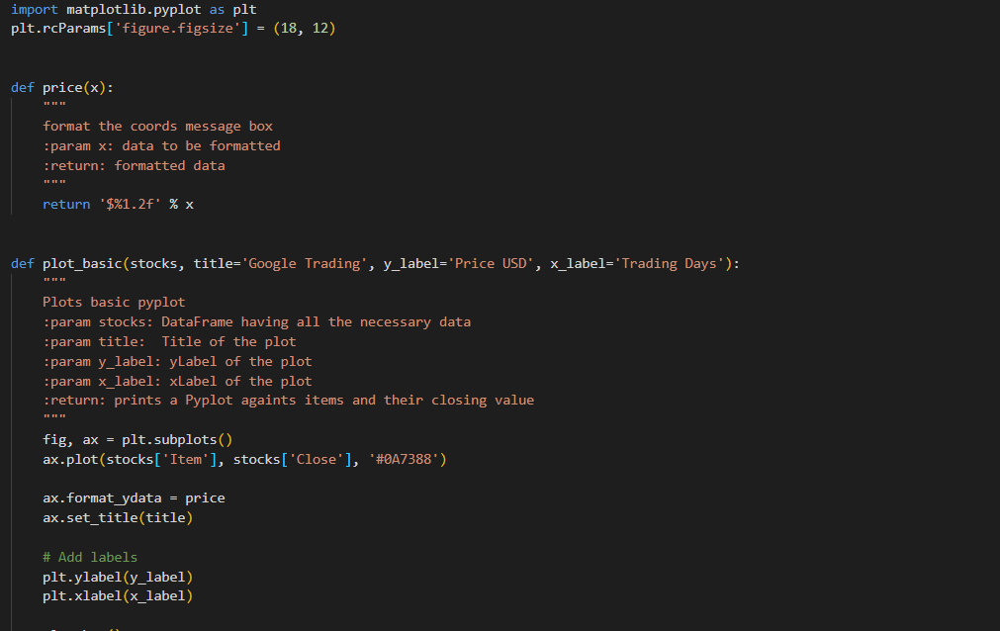 import matplotlib.pyplot as plt
plt.rcParams['figure.figsize'] = (18, 12)
def price(x):
"""
format the coords message box
:param x: data to be formatted
:return: formatted data
"""
return '$%1.2f' % x
def plot_basic(stocks, title='Google Trading', y_label='Price USD', x_label='Trading Days'):
"""
Plots basic pyplot
:param stocks: DataFrame having all the necessary data
:param title:  Title of the plot
:param y_label: yLabel of the plot
:param x_label: xLabel of the plot
:return: prints a Pyplot againts items and their closing value
"""
fig, ax = plt.subplots()
ax.plot(stocks['Item'], stocks['Close'], '#0A7388')
ax.format_ydata = price
ax.set_title(title)
# Add labels
plt.ylabel(y_label)
plt.xlabel(x_label)